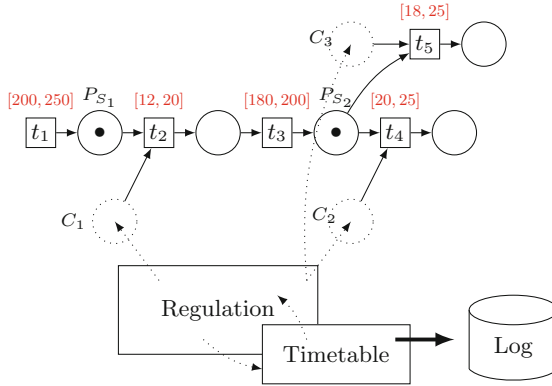 [18, 25]
C3
t5
[200, 250] PS1 [12, 20] [180, 200] PS2 [20, 25]
t1 t2 t3 t4
C1 C2
Regulation
Timetable
Log